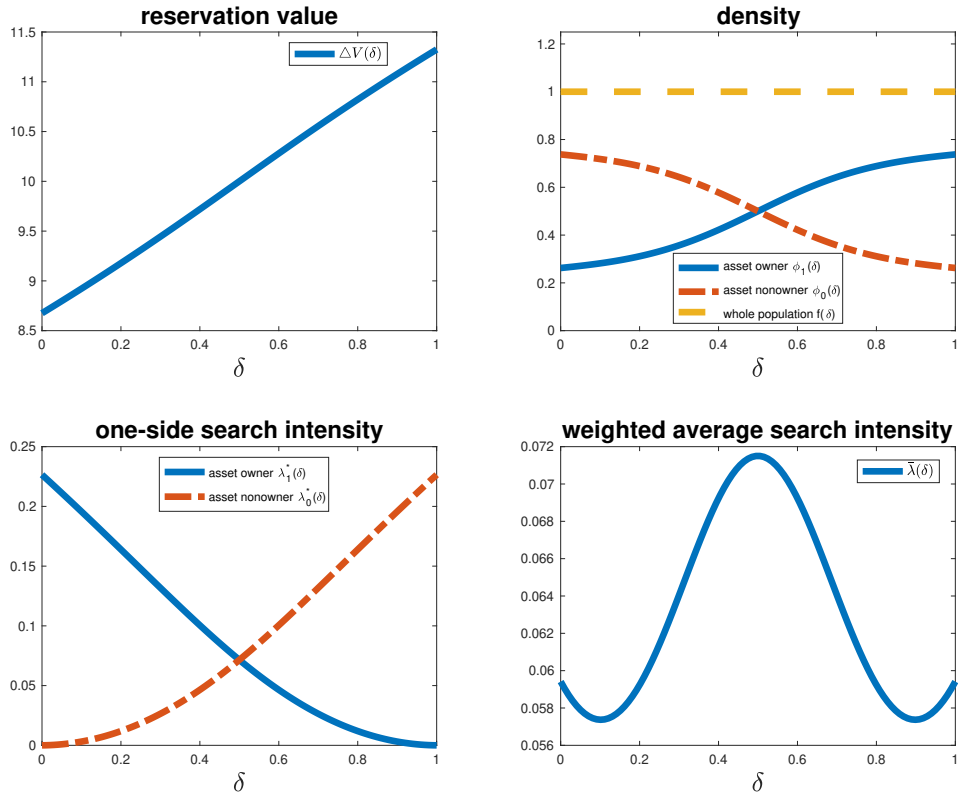 reservation value
△V(δ)
11.5
11
10.5
10
9.5
9
8.5
0 0.2 0.4 0.6 0.8 1
δ
density
1.2
1
0.8
0.6
0.4
0.2
0
asset owner ϕ₁(δ)
asset nonowner ϕ₀(δ)
whole population f(δ)
0 0.2 0.4 0.6 0.8 1
δ
one-side search intensity
asset owner λ₁*(δ)
asset nonowner λ₀*(δ)
0.25
0.2
0.15
0.1
0.05
0
0 0.2 0.4 0.6 0.8 1
δ
weighted average search intensity
λ̄(δ)
0.072
0.07
0.068
0.066
0.064
0.062
0.06
0.058
0.056
0 0.2 0.4 0.6 0.8 1
δ